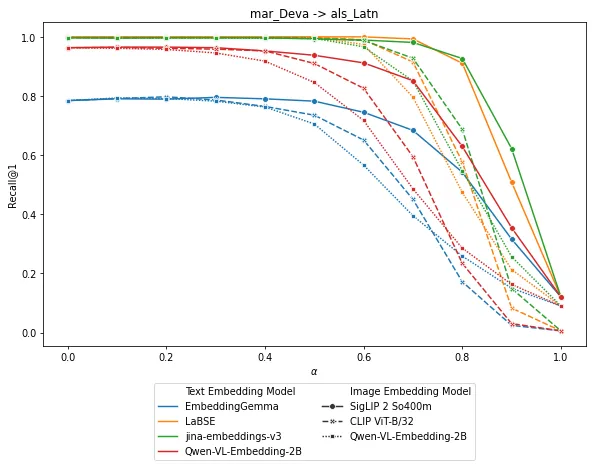 mar_Deva -> als_Latn
Recall@1
1.0
0.8
0.6
0.4
0.2
0.0
0.0 0.2 0.4 0.6 0.8 1.0
α
Text Embedding Model
EmbeddingGemma
LaBSE
jina-embeddings-v3
Qwen-VL-Embedding-2B
Image Embedding Model
SigLIP 2 So400m
CLIP ViT-B/32
Qwen-VL-Embedding-2B